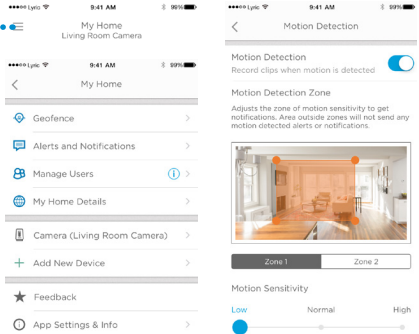 Lyric 9:41 AM 99%
My Home
Living Room Camera
Lyric 9:41 AM 99%
My Home
Geofence
Alerts and Notifications
Manage Users
My Home Details
Camera (Living Room Camera)
Add New Device
Feedback
App Settings & Info
Lyric 9:41 AM 99%
Motion Detection
Motion Detection
Record clips when motion is detected
Motion Detection Zone
Adjusts the zone of motion sensitivity to get
notifications. Area outside zones will not send any
motion detected alerts or notifications.
Zone 1 Zone 2
Motion Sensitivity
Low Normal High